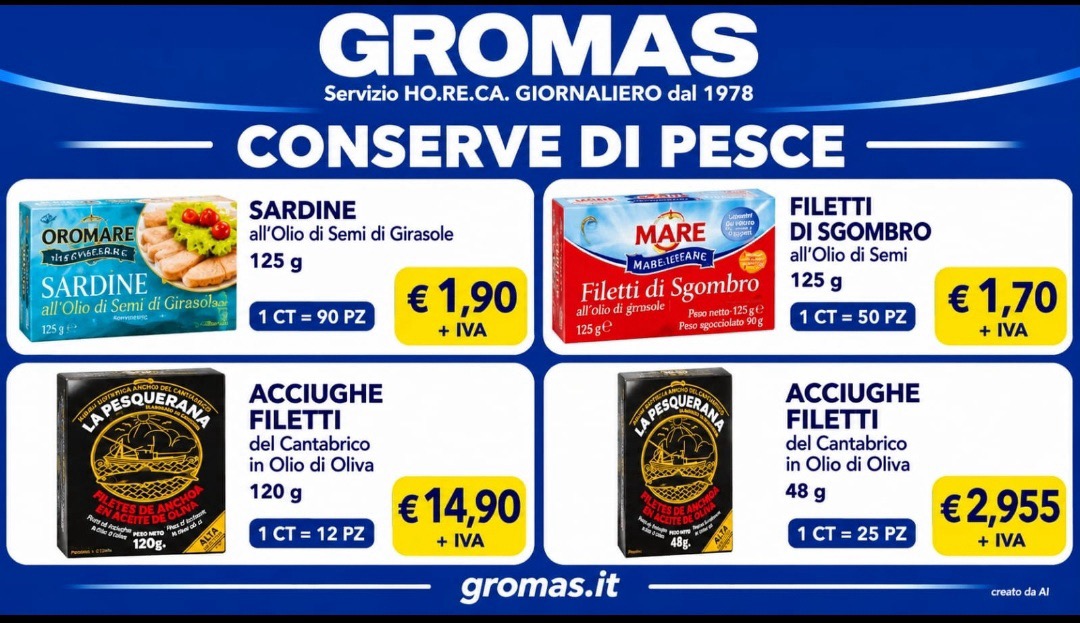 GROMAS
Servizio HO.RE.CA. GIORNALIERO dal 1978
CONSERVE DI PESCE
OROMARE
SARDINE
all'Olio di Semi di Girasole
125 g e
SARDINE
all'Olio di Semi di Girasole
125 g
1 CT = 90 PZ
€ 1,90
+ IVA
MARE
Filetti di Sgombro
all'olio di girasole
125 g e
Peso netto 125 g e
Peso sgocciolato 90 g
FILETTI
DI SGOMBRO
all'Olio di Semi
125 g
1 CT = 50 PZ
€ 1,70
+ IVA
LA PESQUERANA
FILETES DE ANCHOA
EN ACEITE DE OLIVA
PESO NETO
120g.
ALTA
ACCIUGHE
FILETTI
del Cantabrico
in Olio di Oliva
120 g
1 CT = 12 PZ
€ 14,90
+ IVA
LA PESQUERANA
FILETES DE ANCHOA
EN ACEITE DE OLIVA
PESO NETO
48g.
ALTA
ACCIUGHE
FILETTI
del Cantabrico
in Olio di Oliva
48 g
1 CT = 25 PZ
€ 2,955
+ IVA
gromas.it
creato da AI